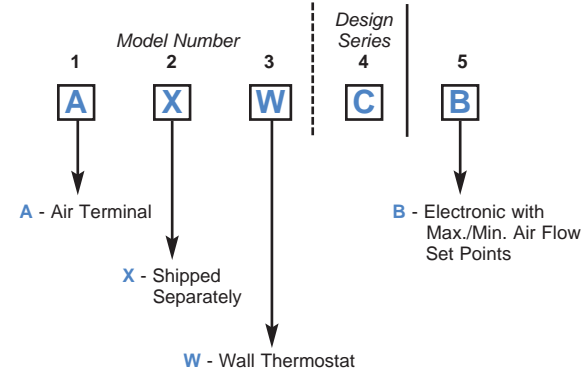 Model Number
Design
Series
1 2 3 4 5
A X W C B
A - Air Terminal
B - Electronic with
Max./Min. Air Flow
Set Points
X - Shipped
Separately
W - Wall Thermostat